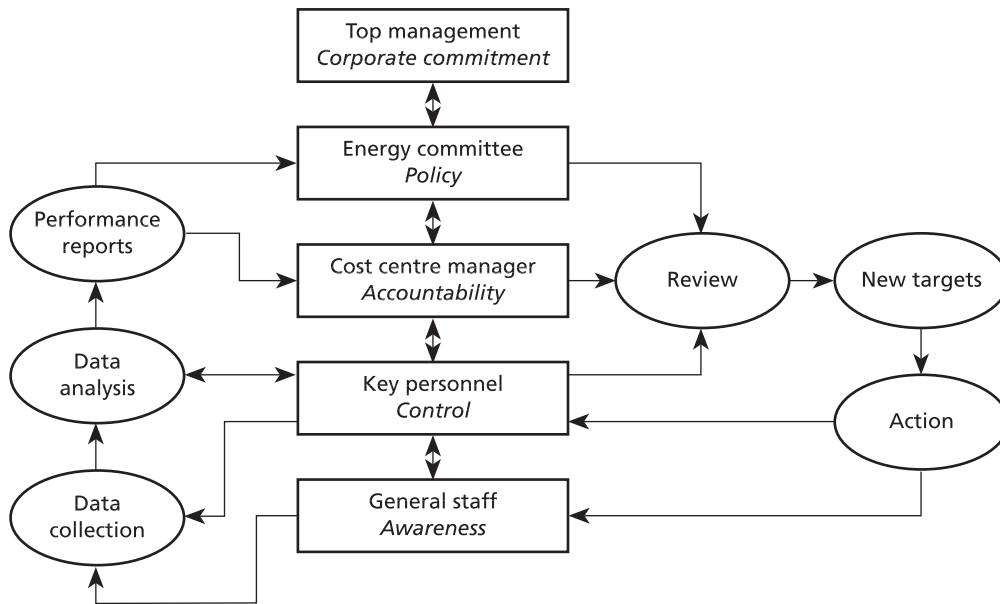 Top management
Corporate commitment
Energy committee
Policy
Performance
reports
Cost centre manager
Accountability
Review
New targets
Data
analysis
Key personnel
Control
Action
Data
collection
General staff
Awareness